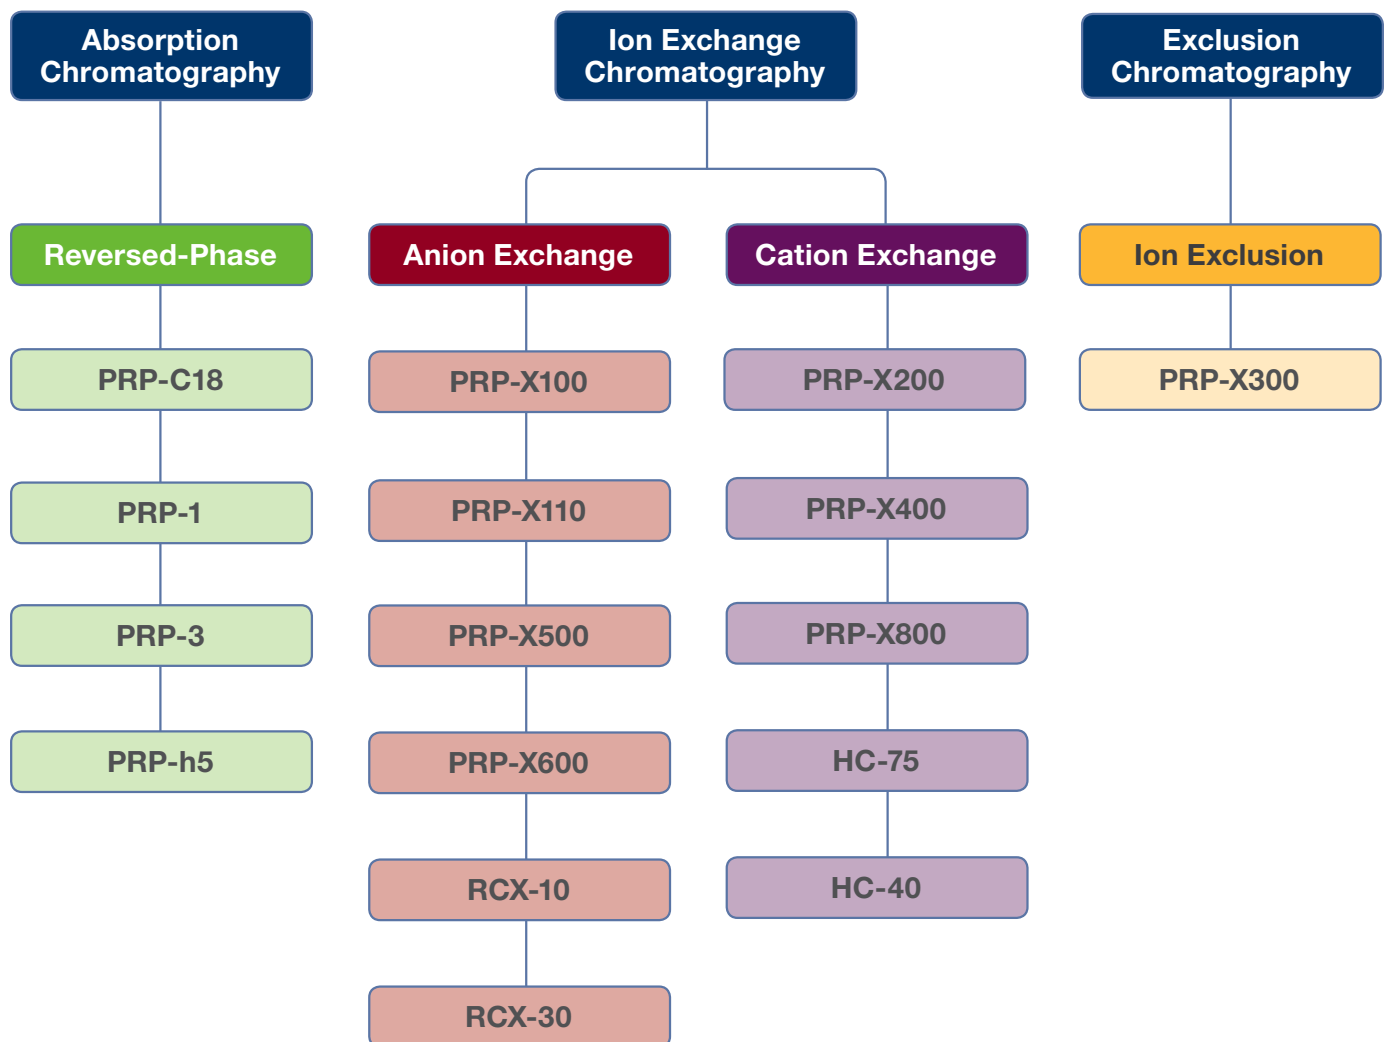 Absorption
Chromatography
Ion Exchange
Chromatography
Exclusion
Chromatography
Reversed-Phase
Anion Exchange
Cation Exchange
Ion Exclusion
PRP-C18
PRP-X100
PRP-X200
PRP-X300
PRP-1
PRP-X110
PRP-X400
PRP-3
PRP-X500
PRP-X800
PRP-h5
PRP-X600
HC-75
RCX-10
HC-40
RCX-30